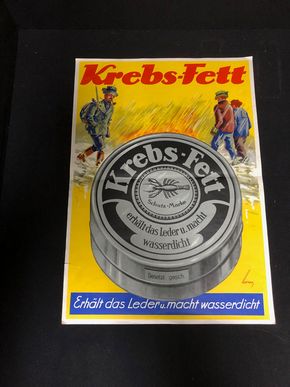 Krebs-Fett
Krebs-Fett
Schutz-Marke
erhält das Leder u. macht
wasserdicht
Gesetzl. gesch.
Erhält das Leder u. macht wasserdicht